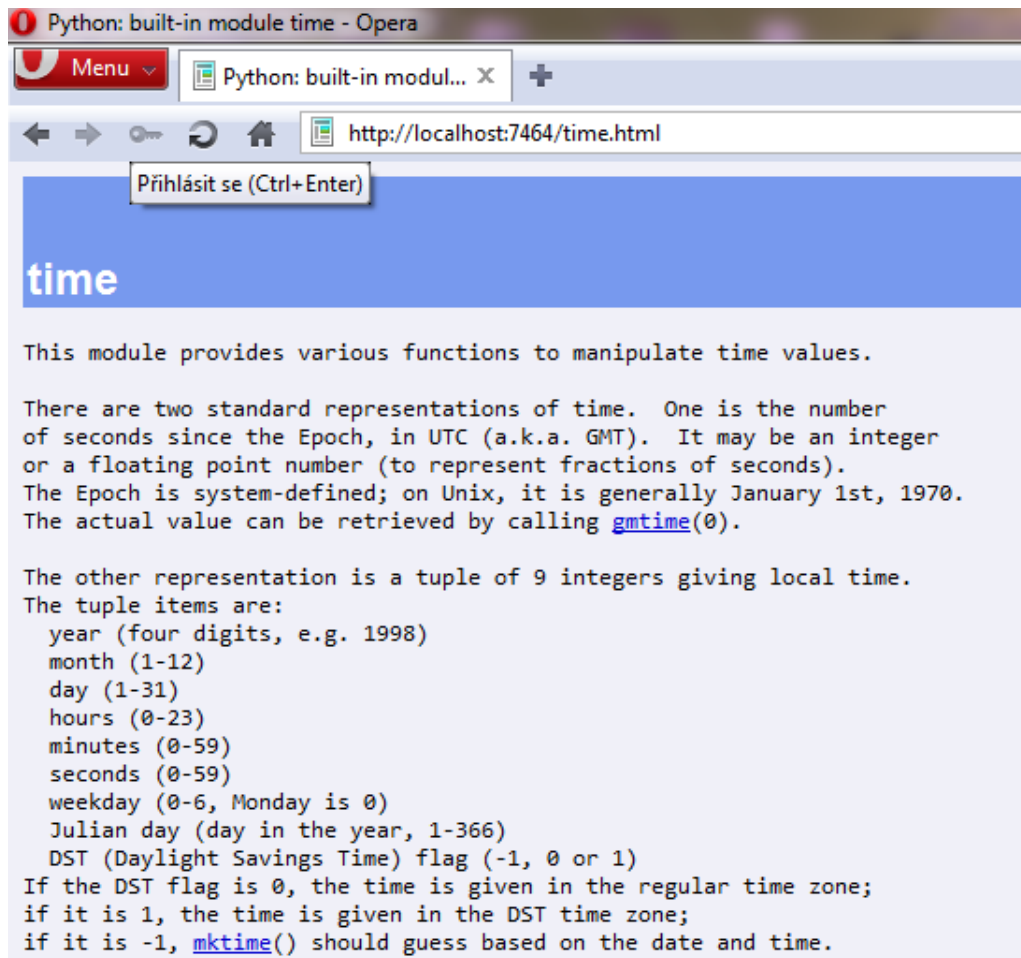 Python: built-in module time - Opera
Menu
Python: built-in modul...
http://localhost:7464/time.html
Přihlásit se (Ctrl+Enter)
time
This module provides various functions to manipulate time values.
There are two standard representations of time.  One is the number
of seconds since the Epoch, in UTC (a.k.a. GMT).  It may be an integer
or a floating point number (to represent fractions of seconds).
The Epoch is system-defined; on Unix, it is generally January 1st, 1970.
The actual value can be retrieved by calling gmtime(0).
The other representation is a tuple of 9 integers giving local time.
The tuple items are:
  year (four digits, e.g. 1998)
  month (1-12)
  day (1-31)
  hours (0-23)
  minutes (0-59)
  seconds (0-59)
  weekday (0-6, Monday is 0)
  Julian day (day in the year, 1-366)
  DST (Daylight Savings Time) flag (-1, 0 or 1)
If the DST flag is 0, the time is given in the regular time zone;
if it is 1, the time is given in the DST time zone;
if it is -1, mktime() should guess based on the date and time.